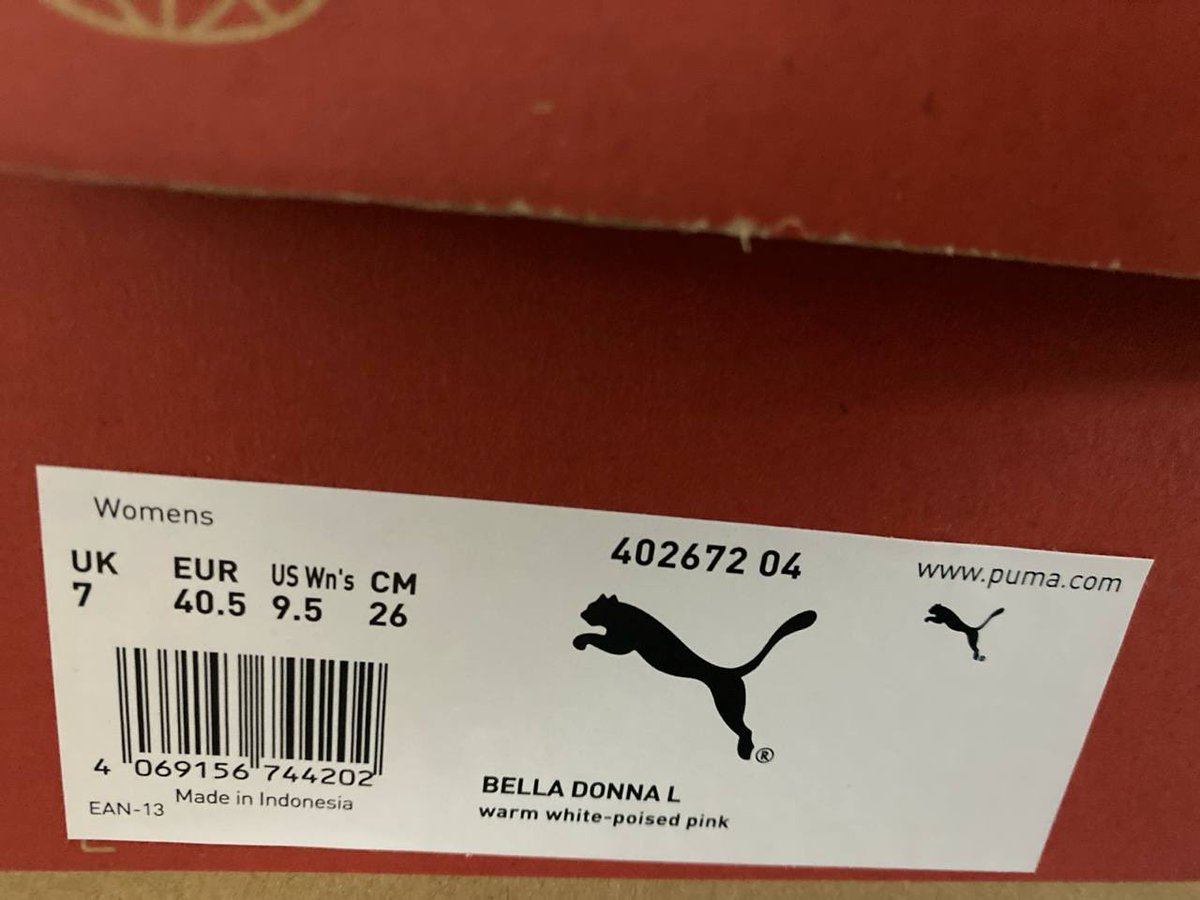 Womens
UK EUR US Wn's CM
7 40.5 9.5 26
4 069156 744202
EAN-13 Made in Indonesia
402672 04
®
BELLA DONNA L
warm white-poised pink
www.puma.com